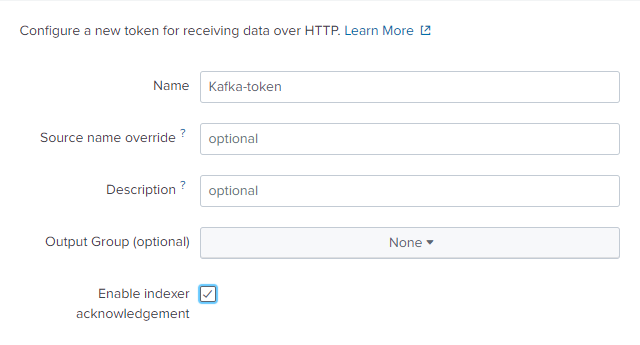 Configure a new token for receiving data over HTTP. Learn More
Name
Kafka-token
Source name override ?
optional
Description ?
optional
Output Group (optional)
None
Enable indexer
acknowledgement